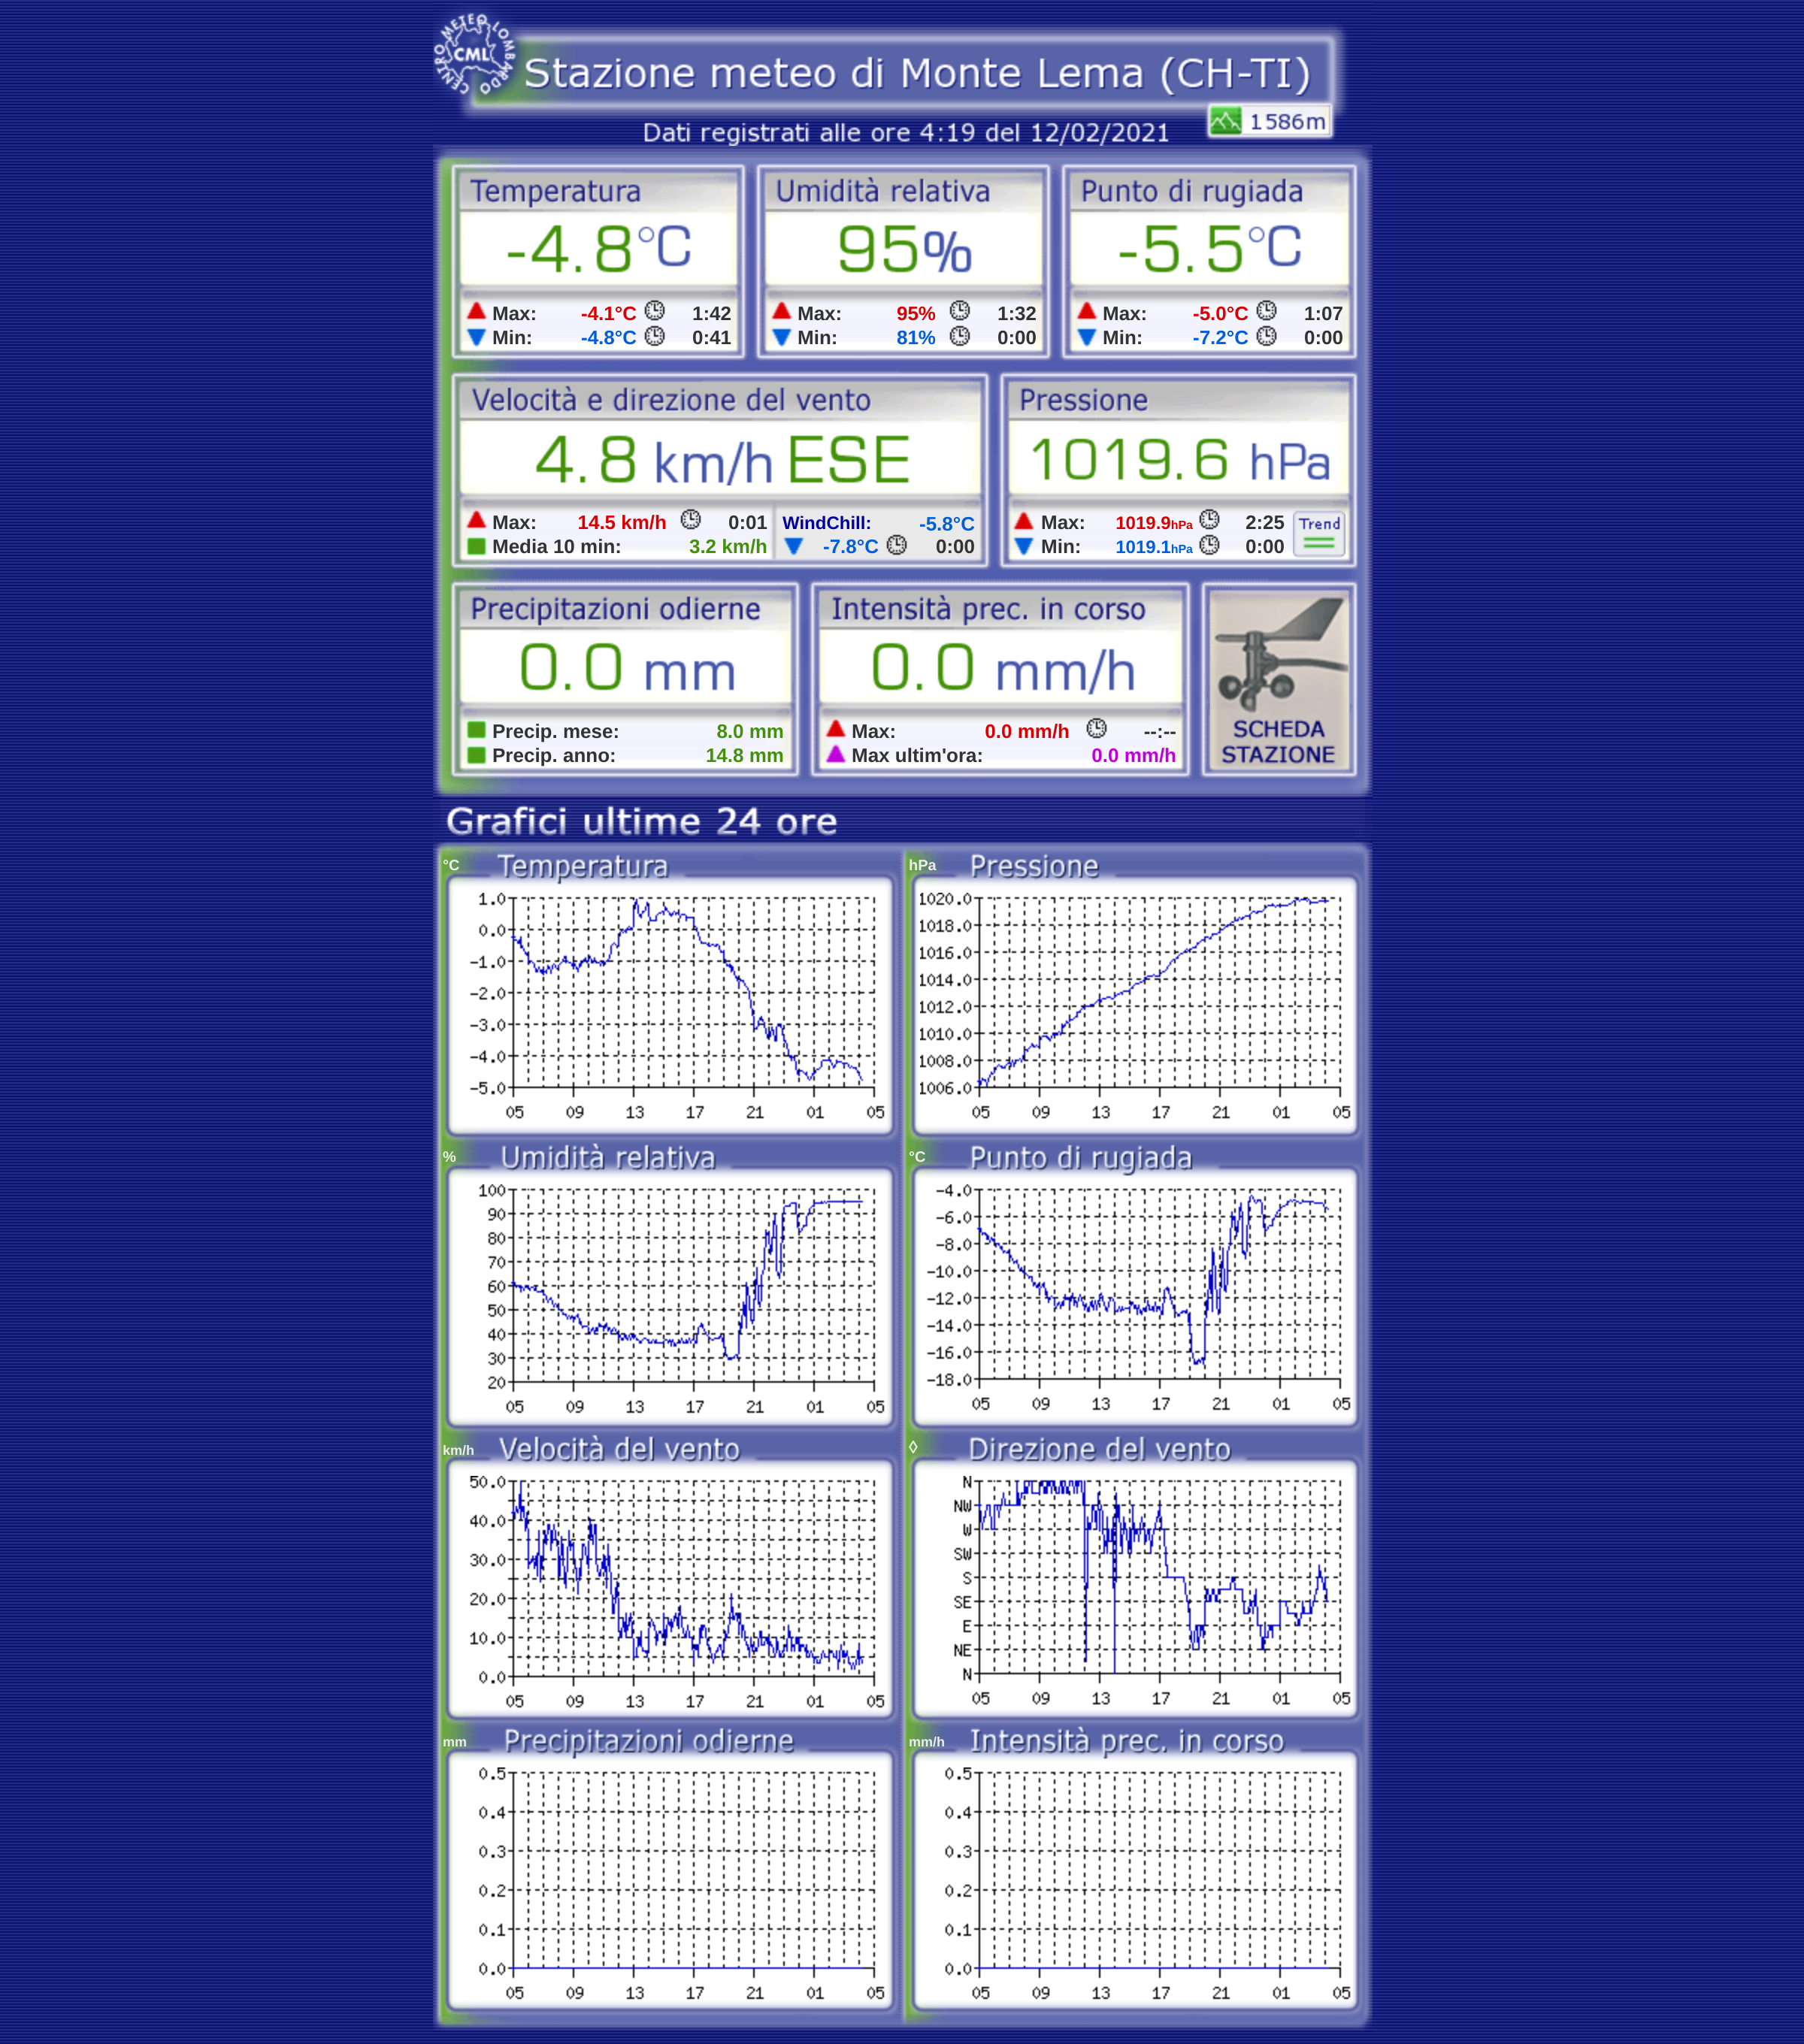 CENTRO METEO LOMBARDO
CML
Stazione meteo di Monte Lema (CH-TI)
1586m
Dati registrati alle ore 4:19 del 12/02/2021
Temperatura
-4.8°C
Max: -4.1°C 1:42
Min: -4.8°C 0:41
Umidità relativa
95%
Max: 95% 1:32
Min: 81% 0:00
Punto di rugiada
-5.5°C
Max: -5.0°C 1:07
Min: -7.2°C 0:00
Velocità e direzione del vento
4.8 km/h ESE
Max: 14.5 km/h 0:01
Media 10 min: 3.2 km/h
WindChill: -5.8°C
-7.8°C 0:00
Pressione
1019.6 hPa
Max: 1019.9hPa 2:25
Min: 1019.1hPa 0:00
Trend
Precipitazioni odierne
0.0 mm
Precip. mese: 8.0 mm
Precip. anno: 14.8 mm
Intensità prec. in corso
0.0 mm/h
Max: 0.0 mm/h --:--
Max ultim'ora: 0.0 mm/h
SCHEDA
STAZIONE
Grafici ultime 24 ore
°C Temperatura
1.0
0.0
-1.0
-2.0
-3.0
-4.0
-5.0
05 09 13 17 21 01 05
hPa Pressione
1020.0
1018.0
1016.0
1014.0
1012.0
1010.0
1008.0
1006.0
05 09 13 17 21 01 05
% Umidità relativa
100
90
80
70
60
50
40
30
20
05 09 13 17 21 01 05
°C Punto di rugiada
-4.0
-6.0
-8.0
-10.0
-12.0
-14.0
-16.0
-18.0
05 09 13 17 21 01 05
km/h Velocità del vento
50.0
40.0
30.0
20.0
10.0
0.0
05 09 13 17 21 01 05
◊ Direzione del vento
N
NW
W
SW
S
SE
E
NE
N
05 09 13 17 21 01 05
mm Precipitazioni odierne
0.5
0.4
0.3
0.2
0.1
0.0
05 09 13 17 21 01 05
mm/h Intensità prec. in corso
0.5
0.4
0.3
0.2
0.1
0.0
05 09 13 17 21 01 05